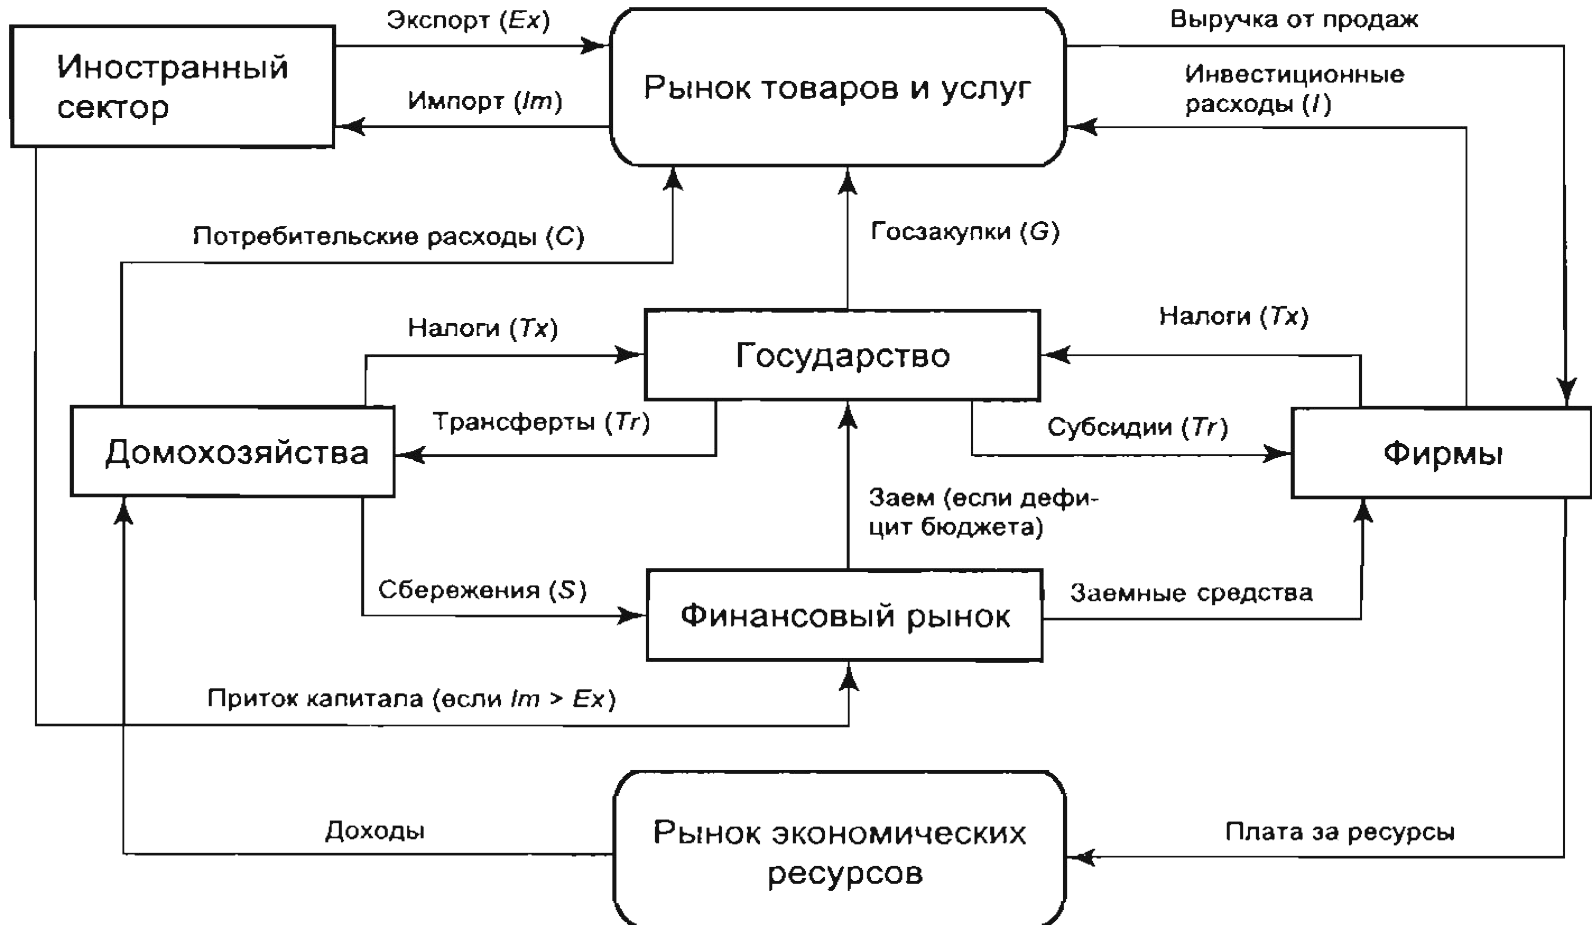 Экспорт (Ex)
Выручка от продаж
Иностранный
сектор
Рынок товаров и услуг
Инвестиционные
расходы (I)
Импорт (Im)
Потребительские расходы (C)
Госзакупки (G)
Налоги (Tx)
Государство
Налоги (Tx)
Домохозяйства
Трансферты (Tr)
Субсидии (Tr)
Фирмы
Заем (если дефи-
цит бюджета)
Сбережения (S)
Финансовый рынок
Заемные средства
Приток капитала (если Im > Ex)
Доходы
Рынок экономических
ресурсов
Плата за ресурсы